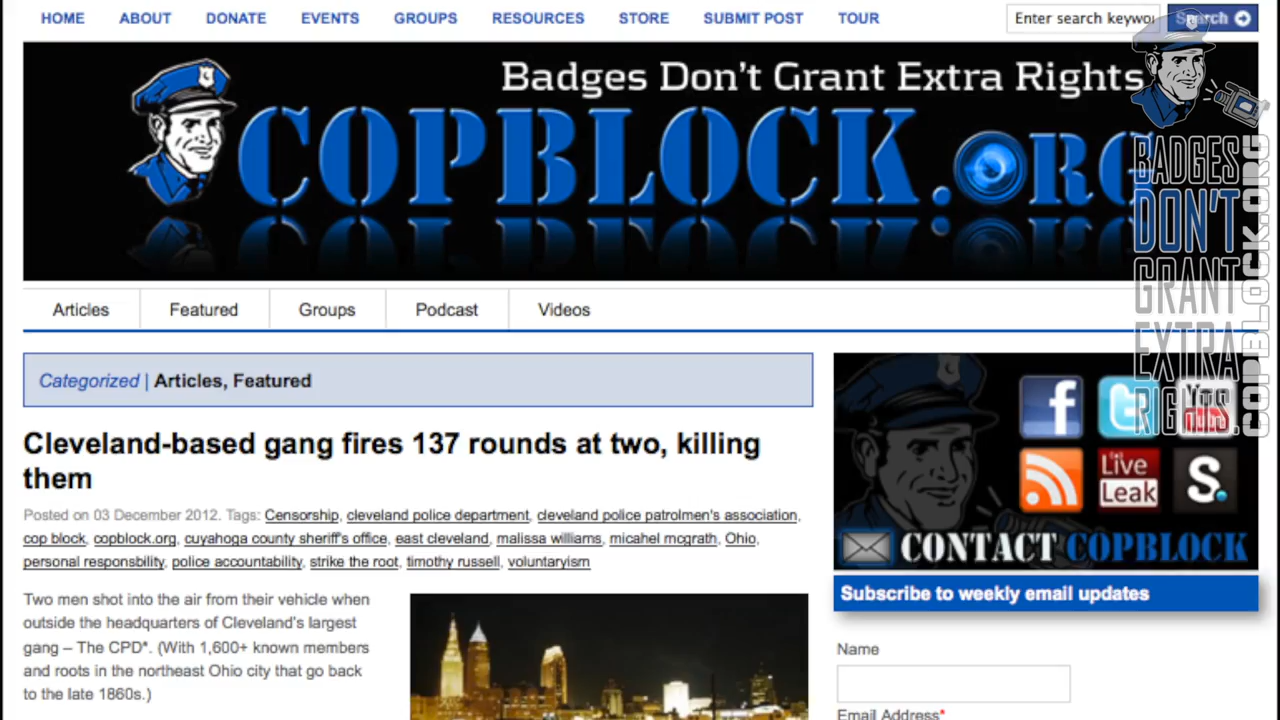 HOME ABOUT DONATE EVENTS GROUPS RESOURCES STORE SUBMIT POST TOUR
Enter search keywor Search
Badges Don't Grant Extra Rights
COPBLOCK.ORG
BADGES
DON'T
GRANT
EXTRA
RIGHTS.
COPBLOCK.ORG
Articles Featured Groups Podcast Videos
Categorized | Articles, Featured
Cleveland-based gang fires 137 rounds at two, killing
them
Posted on 03 December 2012. Tags: Censorship, cleveland police department, cleveland police patrolmen's association,
cop block, copblock.org, cuyahoga county sheriff's office, east cleveland, malissa williams, micahel mcgrath, Ohio,
personal responsbility, police accountability, strike the root, timothy russell, voluntaryism
Two men shot into the air from their vehicle when
outside the headquarters of Cleveland's largest
gang – The CPD*. (With 1,600+ known members
and roots in the northeast Ohio city that go back
to the late 1860s.)
f t You
Live
Leak
S.
CONTACT COPBLOCK
Subscribe to weekly email updates
Name
Email Address*